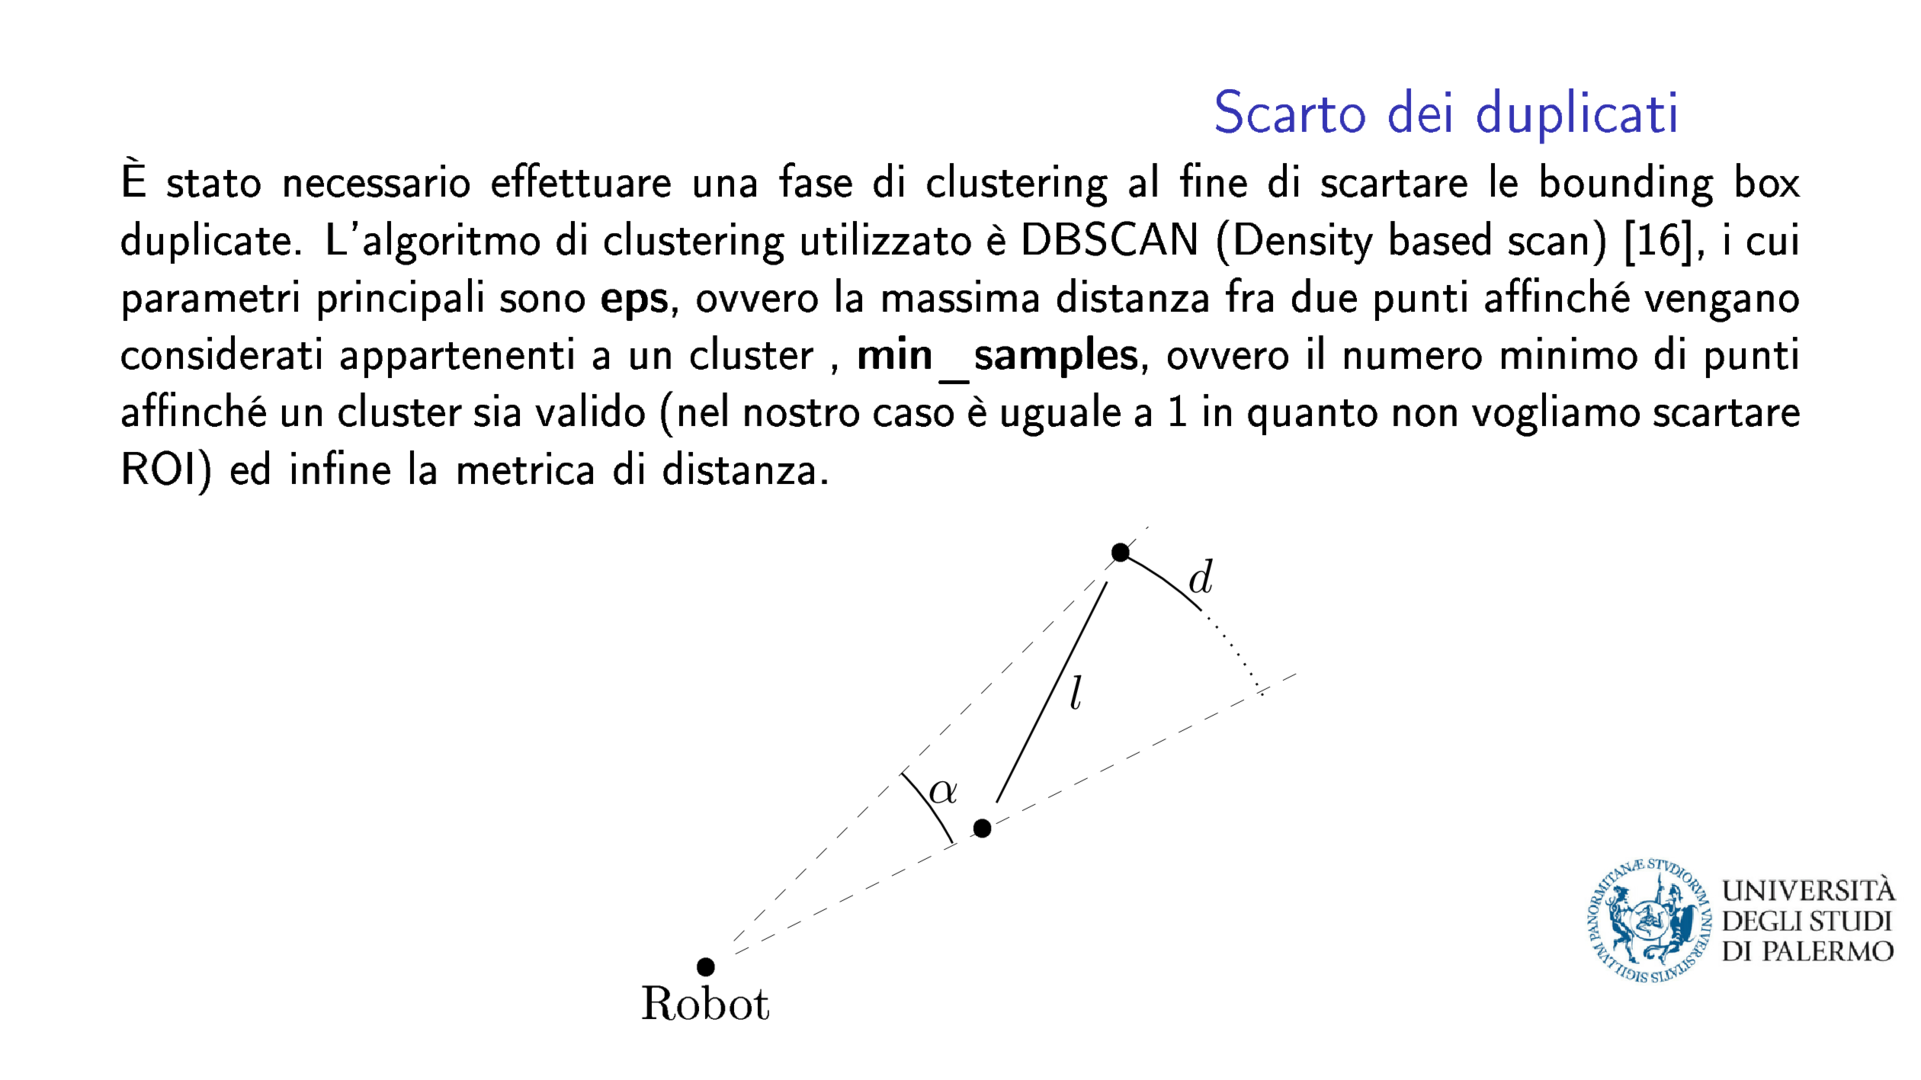 Scarto dei duplicati
È stato necessario effettuare una fase di clustering al fine di scartare le bounding box
duplicate. L'algoritmo di clustering utilizzato è DBSCAN (Density based scan) [16], i cui
parametri principali sono eps, ovvero la massima distanza fra due punti affinché vengano
considerati appartenenti a un cluster , min_samples, ovvero il numero minimo di punti
affinché un cluster sia valido (nel nostro caso è uguale a 1 in quanto non vogliamo scartare
ROI) ed infine la metrica di distanza.
d
l
α
Robot
SIGILLVM PANORMITANÆ STVDIORVM VNIVERSITATIS
UNIVERSITÀ
DEGLI STUDI
DI PALERMO